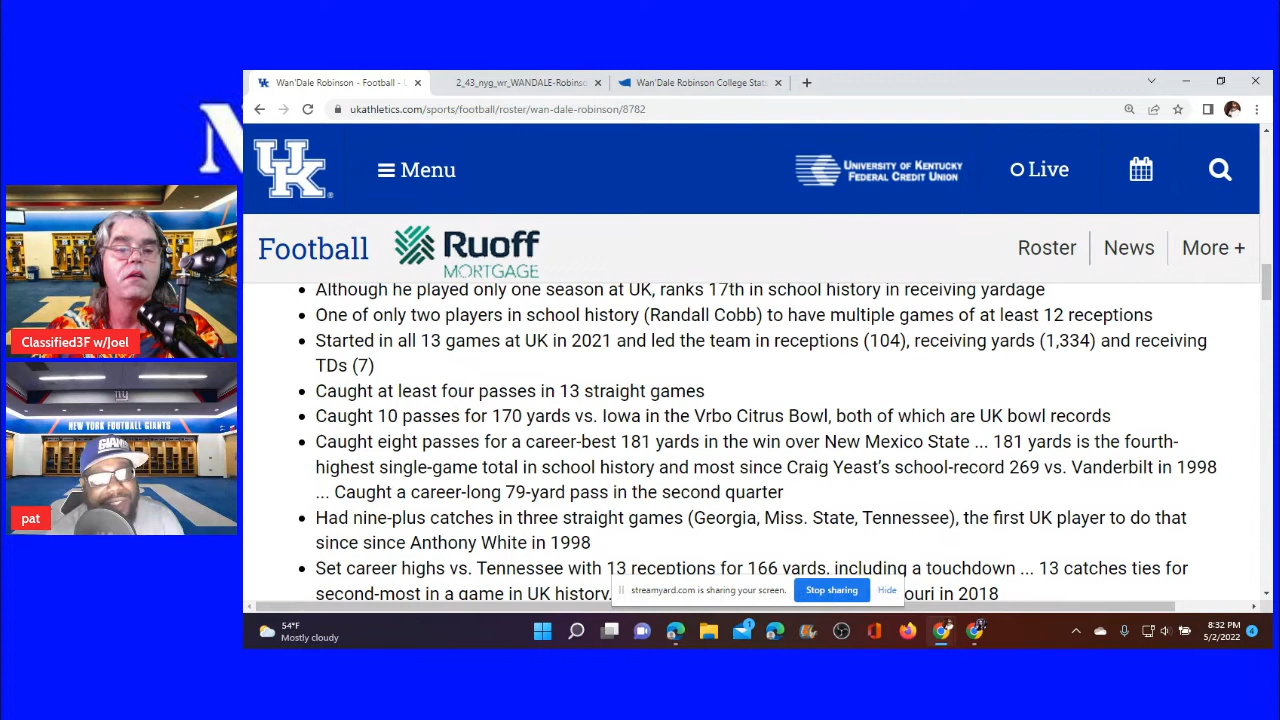 N
Wan'Dale Robinson - Football -
2_43_nyg_wr_WANDALE-Robins
Wan'Dale Robinson College Stats
ukathletics.com/sports/football/roster/wan-dale-robinson/8782
UK
Menu
UNIVERSITY OF KENTUCKY
FEDERAL CREDIT UNION
Live
Football
Ruoff
MORTGAGE
Roster
News
More +
Although he played only one season at UK, ranks 17th in school history in receiving yardage
One of only two players in school history (Randall Cobb) to have multiple games of at least 12 receptions
Started in all 13 games at UK in 2021 and led the team in receptions (104), receiving yards (1,334) and receiving
TDs (7)
Caught at least four passes in 13 straight games
Caught 10 passes for 170 yards vs. Iowa in the Vrbo Citrus Bowl, both of which are UK bowl records
Caught eight passes for a career-best 181 yards in the win over New Mexico State ... 181 yards is the fourth-
highest single-game total in school history and most since Craig Yeast's school-record 269 vs. Vanderbilt in 1998
... Caught a career-long 79-yard pass in the second quarter
Had nine-plus catches in three straight games (Georgia, Miss. State, Tennessee), the first UK player to do that
since since Anthony White in 1998
Set career highs vs. Tennessee with 13 receptions for 166 yards, including a touchdown ... 13 catches ties for
second-most in a game in UK history, ouri in 2018
streamyard.com is sharing your screen.
Stop sharing
Hide
Classified3F w/Joel
NEW YORK FOOTBALL GIANTS
ny
GIANTS
pat
54°F
Mostly cloudy
1
8:32 PM
5/2/2022
4